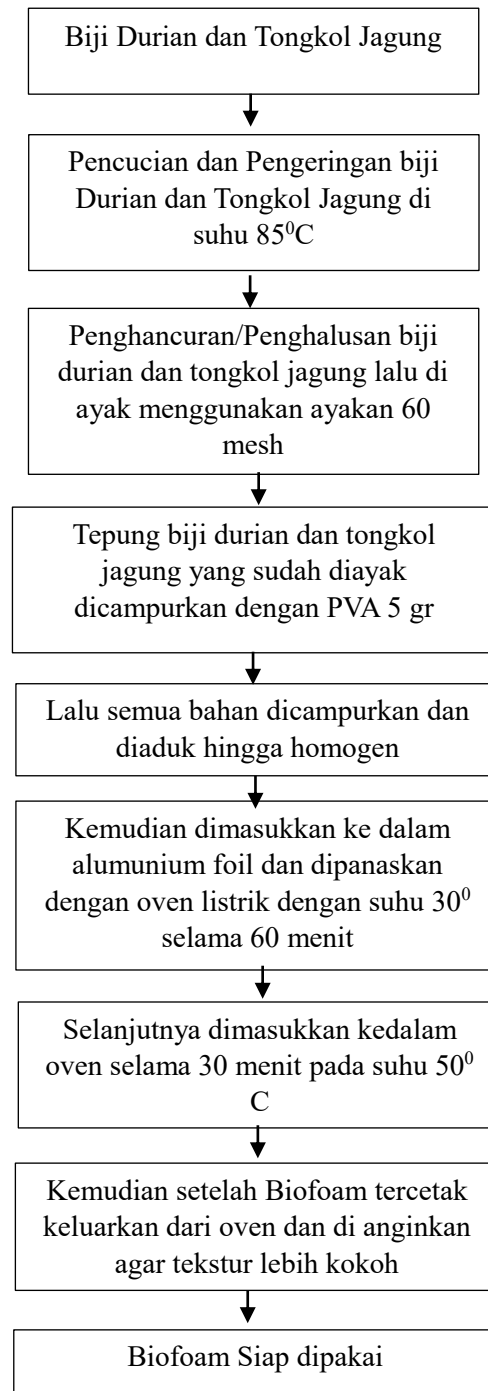 Biji Durian dan Tongkol Jagung
Pencucian dan Pengeringan biji
Durian dan Tongkol Jagung di
suhu 85⁰C
Penghancuran/Penghalusan biji
durian dan tongkol jagung lalu di
ayak menggunakan ayakan 60
mesh
Tepung biji durian dan tongkol
jagung yang sudah diayak
dicampurkan dengan PVA 5 gr
Lalu semua bahan dicampurkan dan
diaduk hingga homogen
Kemudian dimasukkan ke dalam
alumunium foil dan dipanaskan
dengan oven listrik dengan suhu 30⁰
selama 60 menit
Selanjutnya dimasukkan kedalam
oven selama 30 menit pada suhu 50⁰
C
Kemudian setelah Biofoam tercetak
keluarkan dari oven dan di anginkan
agar tekstur lebih kokoh
Biofoam Siap dipakai